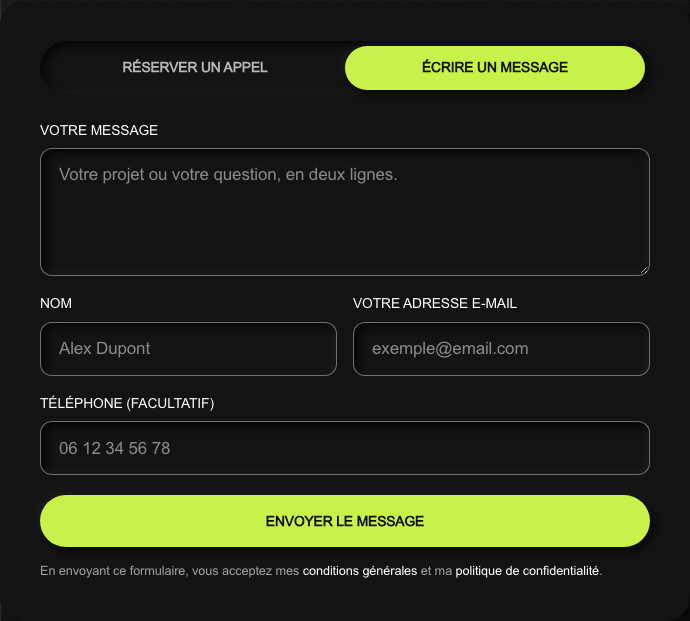 RÉSERVER UN APPEL
ÉCRIRE UN MESSAGE
VOTRE MESSAGE
Votre projet ou votre question, en deux lignes.
NOM
VOTRE ADRESSE E-MAIL
Alex Dupont
exemple@email.com
TÉLÉPHONE (FACULTATIF)
06 12 34 56 78
ENVOYER LE MESSAGE
En envoyant ce formulaire, vous acceptez mes conditions générales et ma politique de confidentialité.